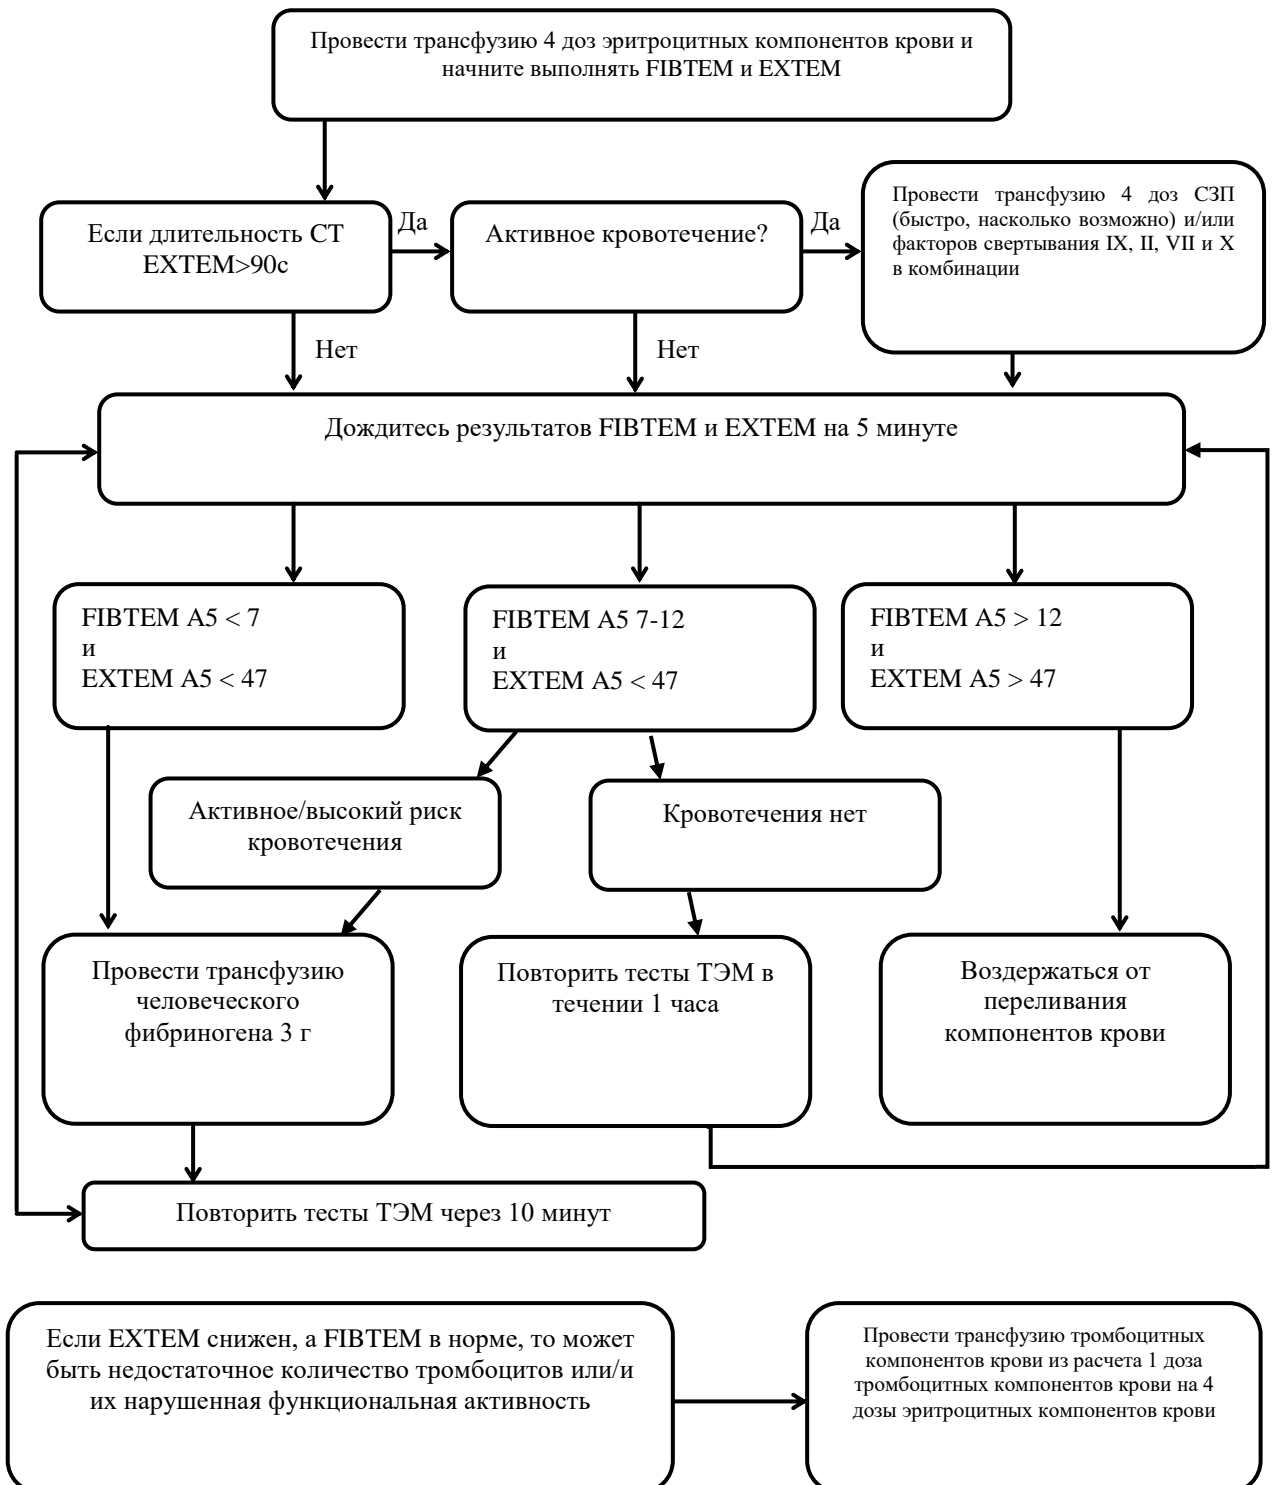 Провести трансфузию 4 доз эритроцитных компонентов крови и
начните выполнять FIBTEM и EXTEM
Если длительность CT
EXTEM>90с
Да
Активное кровотечение?
Да
Провести трансфузию 4 доз СЗП
(быстро, насколько возможно) и/или
факторов свертывания IX, II, VII и X
в комбинации
Нет
Нет
Дождитесь результатов FIBTEM и EXTEM на 5 минуте
FIBTEM A5 < 7
и
EXTEM A5 < 47
FIBTEM A5 7-12
и
EXTEM A5 < 47
FIBTEM A5 > 12
и
EXTEM A5 > 47
Активное/высокий риск
кровотечения
Кровотечения нет
Провести трансфузию
человеческого
фибриногена 3 г
Повторить тесты ТЭМ в
течении 1 часа
Воздержаться от
переливания
компонентов крови
Повторить тесты ТЭМ через 10 минут
Если EXTEM снижен, а FIBTEM в норме, то может
быть недостаточное количество тромбоцитов или/и
их нарушенная функциональная активность
Провести трансфузию тромбоцитных
компонентов крови из расчета 1 доза
тромбоцитных компонентов крови на 4
дозы эритроцитных компонентов крови